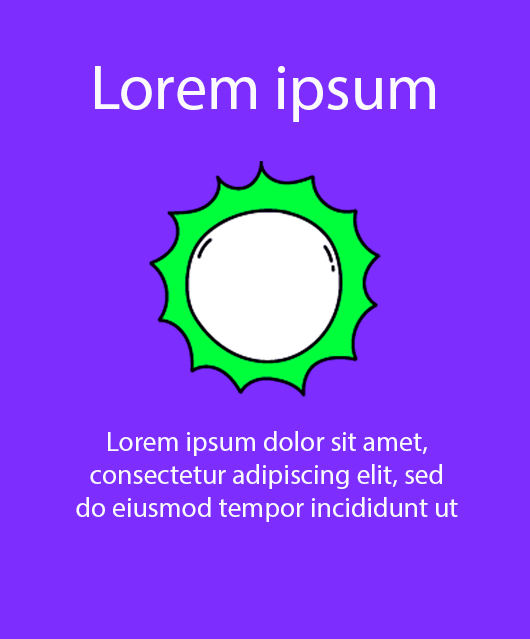 Lorem ipsum
Lorem ipsum dolor sit amet,
consectetur adipiscing elit, sed
do eiusmod tempor incididunt ut